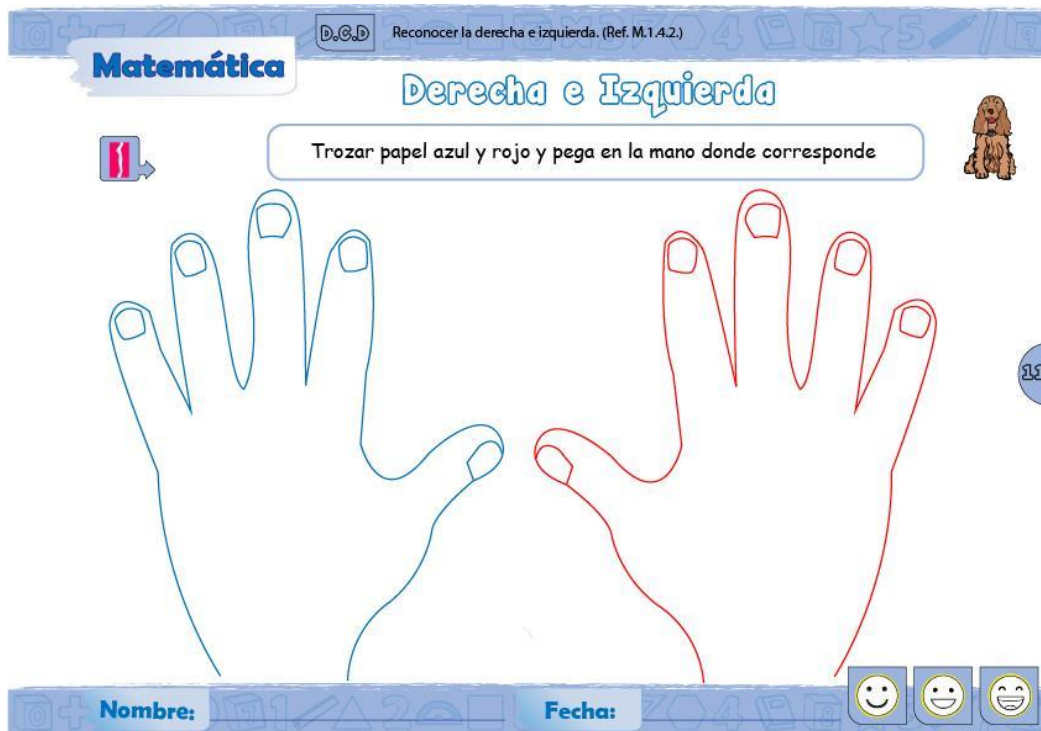 D.C.D Reconocer la derecha e izquierda. (Ref. M.1.4.2.)
Matemática
Derecha e Izquierda
Trozar papel azul y rojo y pega en la mano donde corresponde
Nombre: Fecha: